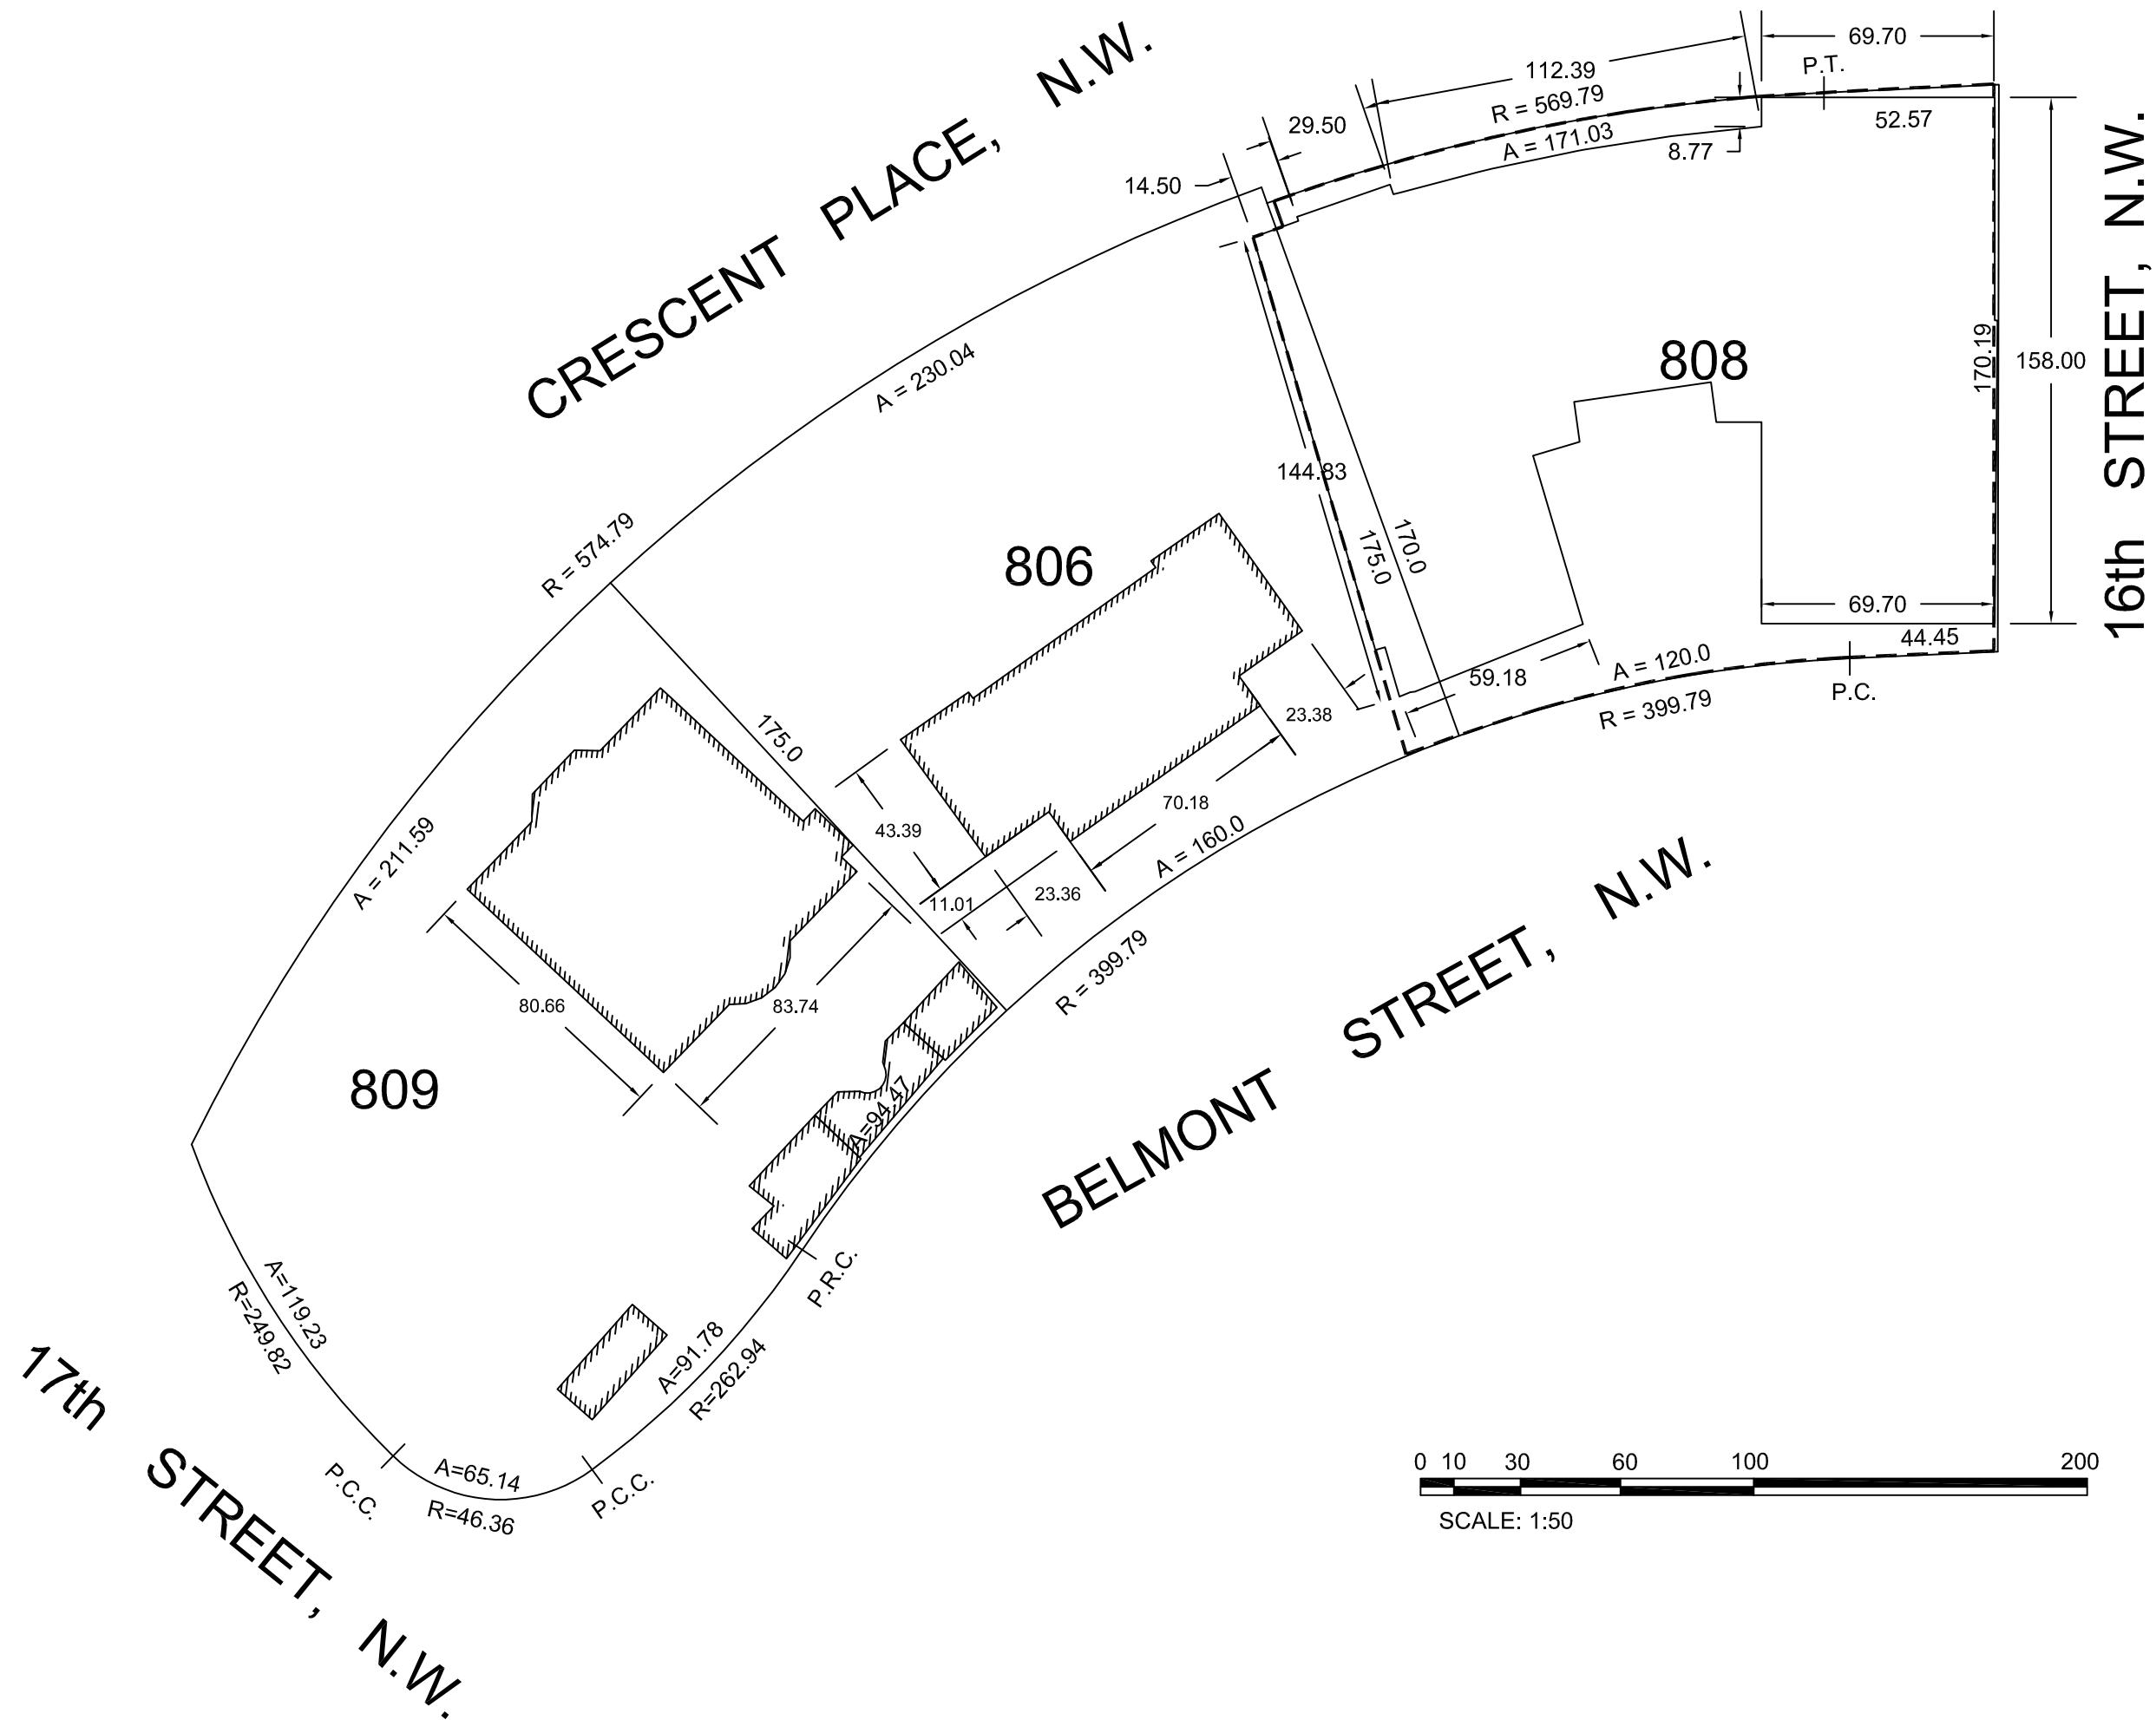 CRESCENT PLACE, N.W.
69.70
P.T.
112.39
R = 569.79
A = 171.03
52.57
8.77
29.50
14.50
16th STREET, N.W.
170.19
158.00
808
A = 230.04
144.83
175.0
170.0
R = 574.79
806
69.70
44.45
A = 120.0
59.18
P.C.
R = 399.79
23.38
175.0
70.18
43.39
A = 160.0
A = 211.59
11.01
23.36
R = 399.79
BELMONT STREET, N.W.
80.66
83.74
809
A=94.47
P.R.C.
A=119.23
R=249.82
A=91.78
R=262.94
17th STREET, N.W.
P.C.C.
A=65.14
R=46.36
P.C.C.
0 10 30 60 100 200
SCALE: 1:50